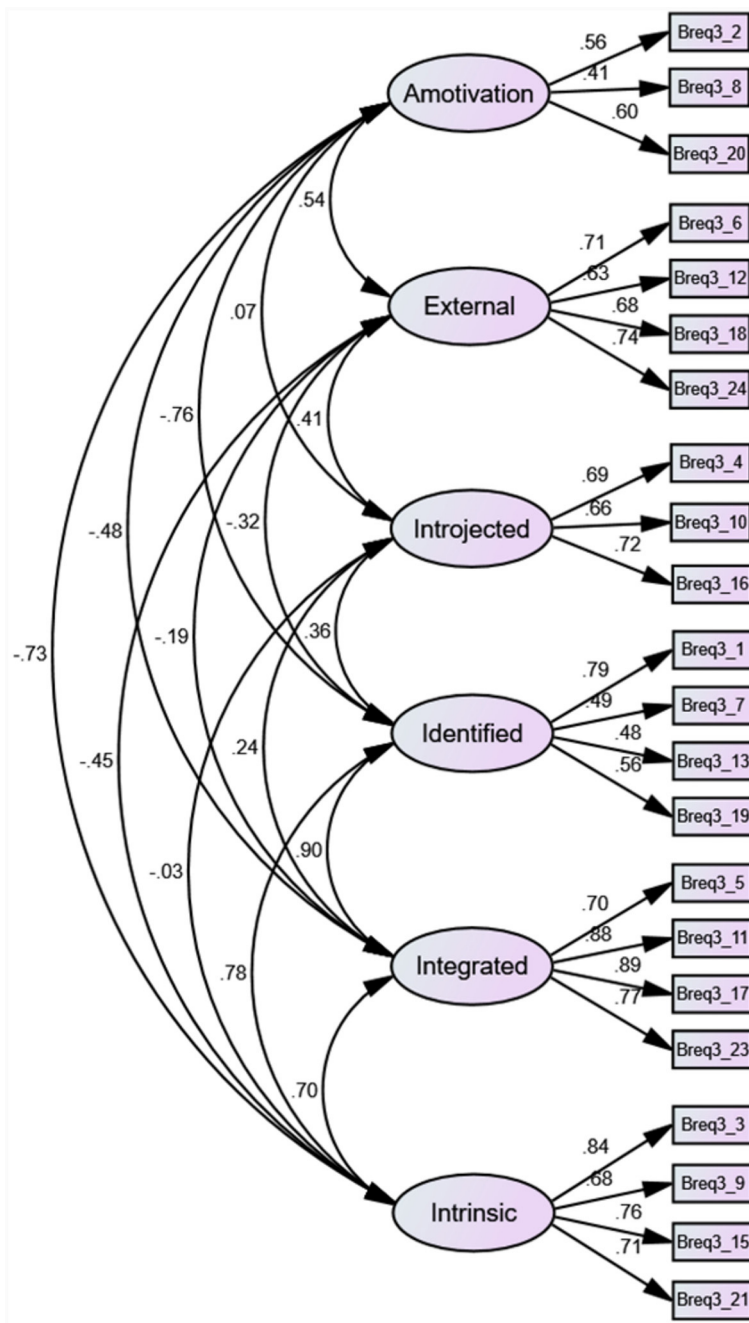 Breq3_2
.56
Breq3_8
.41
Amotivation
.60
Breq3_20
.54
Breq3_6
.71
.63
Breq3_12
External
.68
.07
Breq3_18
.74
Breq3_24
-.76
.41
Breq3_4
.69
.66
Breq3_10
-.32
Introjected
-.48
.72
Breq3_16
-.19
.36
Breq3_1
-.73
.79
.49
Breq3_7
Identified
.48
.24
Breq3_13
-.45
.56
Breq3_19
.90
-.03
Breq3_5
.70
.88
Breq3_11
Integrated
.89
.78
Breq3_17
.77
Breq3_23
.70
Breq3_3
.84
.68
Breq3_9
Intrinsic
.76
Breq3_15
.71
Breq3_21